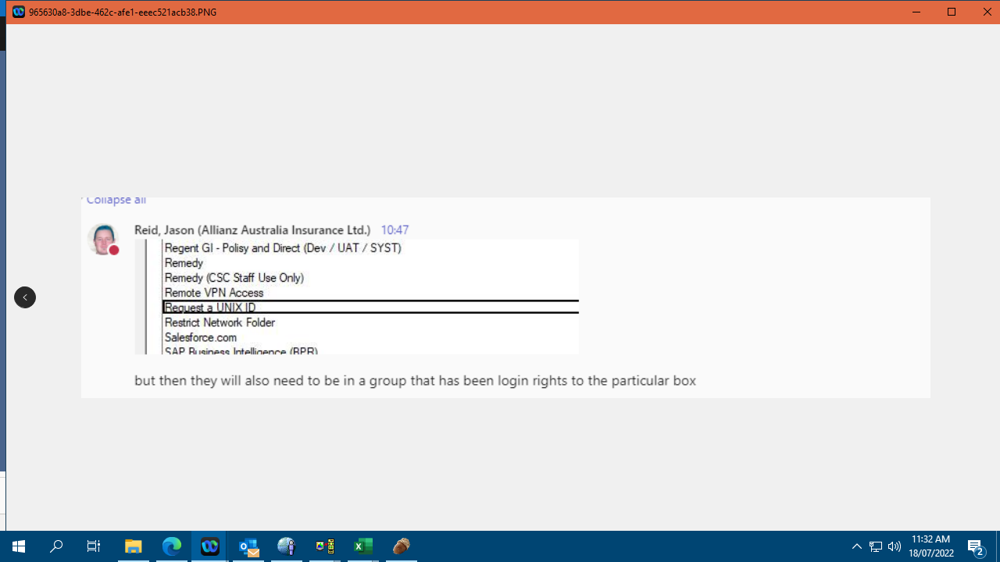 965630a8-3dbe-462c-afe1-eeec521acb38.PNG
Collapse all
Reid, Jason (Allianz Australia Insurance Ltd.) 10:47
Regent GI - Polisy and Direct (Dev / UAT / SYST)
Remedy
Remedy (CSC Staff Use Only)
Remote VPN Access
Request a UNIX ID
Restrict Network Folder
Salesforce.com
SAP Business Intelligence (BPR)
but then they will also need to be in a group that has been login rights to the particular box
11:32 AM
18/07/2022
2